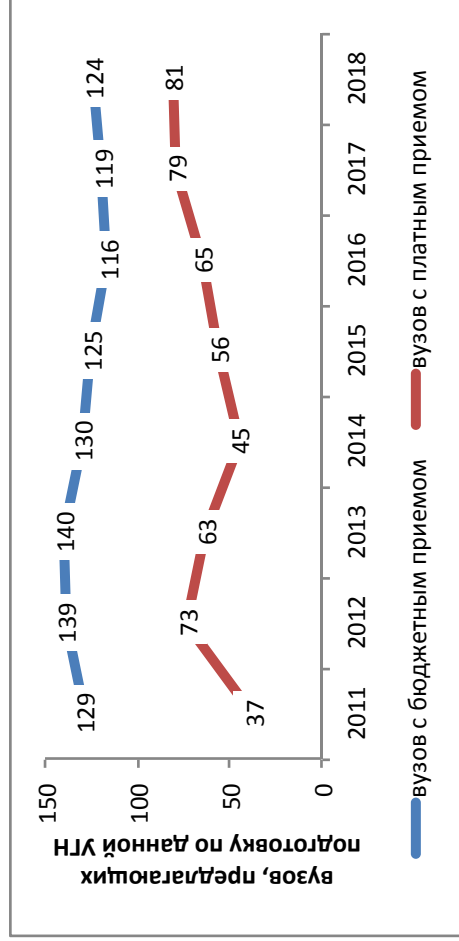 вузов, предлагающих
подготовку по данной УГН
150
100
50
0
129 139 140 130 125 116 119 124
37 73 63 45 56 65 79 81
2011 2012 2013 2014 2015 2016 2017 2018
вузов с бюджетным приемом вузов с платным приемом